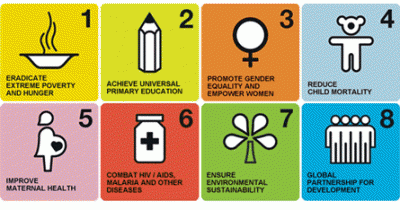 1
ERADICATE
EXTREME POVERTY
AND HUNGER
2
ACHIEVE UNIVERSAL
PRIMARY EDUCATION
3
PROMOTE GENDER
EQUALITY AND
EMPOWER WOMEN
4
REDUCE
CHILD MORTALITY
5
IMPROVE
MATERNAL HEALTH
6
COMBAT HIV / AIDS,
MALARIA AND OTHER
DISEASES
7
ENSURE
ENVIRONMENTAL
SUSTAINABILITY
8
GLOBAL
PARTNERSHIP FOR
DEVELOPMENT